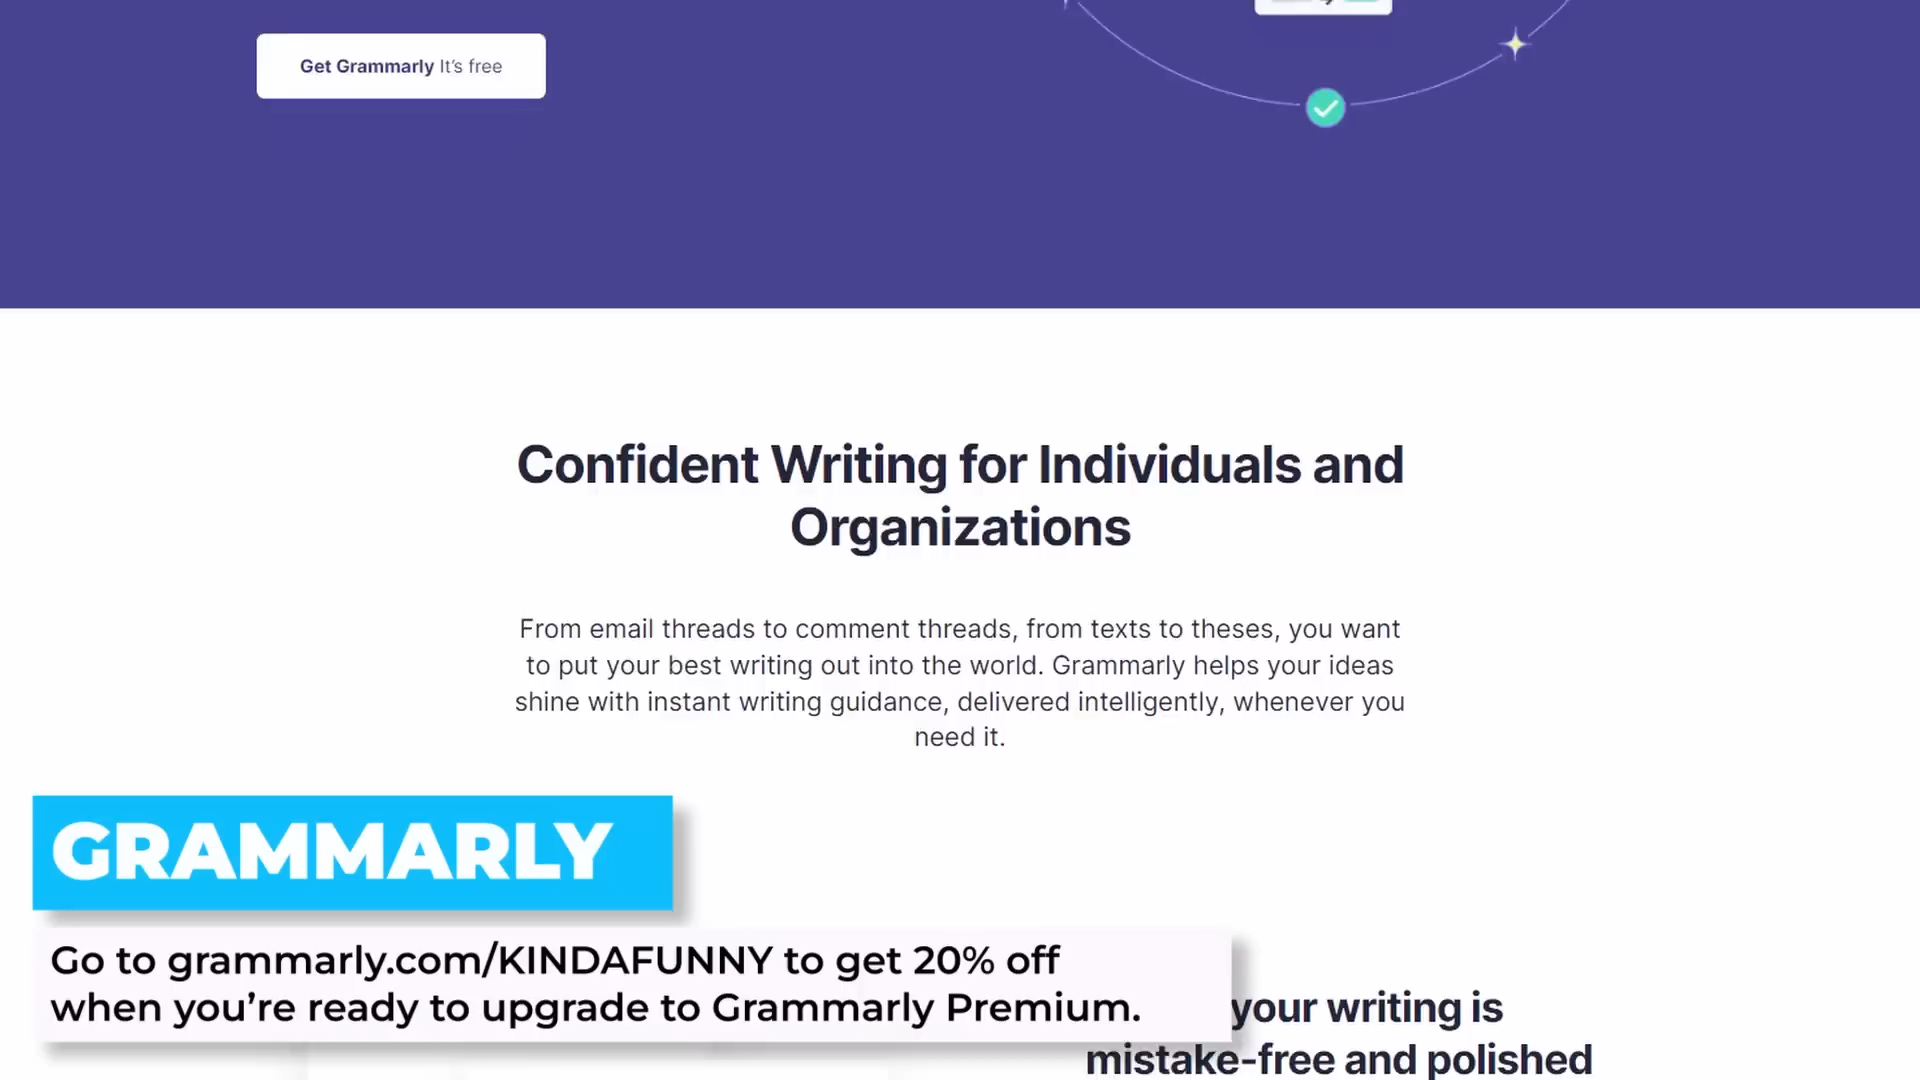 Get Grammarly It’s free
Confident Writing for Individuals and
Organizations
From email threads to comment threads, from texts to theses, you want
to put your best writing out into the world. Grammarly helps your ideas
shine with instant writing guidance, delivered intelligently, whenever you
need it.
GRAMMARLY
Go to grammarly.com/KINDAFUNNY to get 20% off
when you’re ready to upgrade to Grammarly Premium.
your writing is
mistake-free and polished